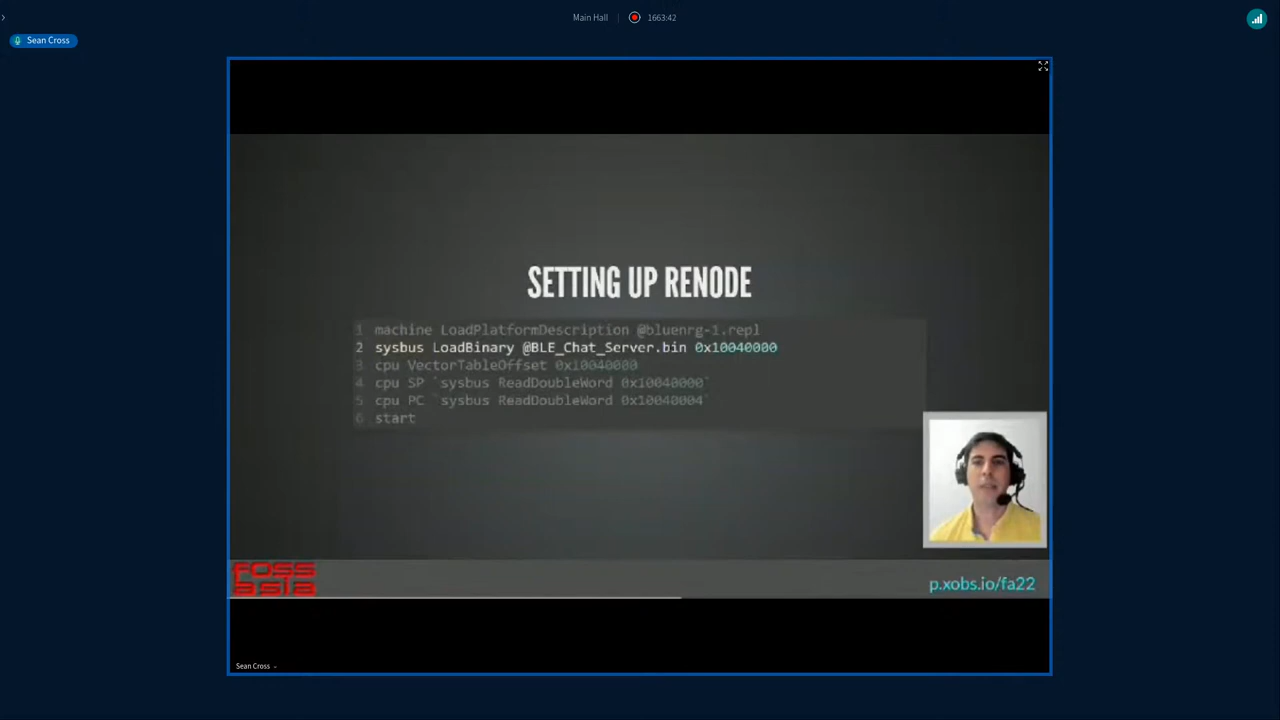 Main Hall
1663:42
Sean Cross
SETTING UP RENODE
1 machine LoadPlatformDescription @bluenrg-1.repl
2 sysbus LoadBinary @BLE_Chat_Server.bin 0x10040000
3 cpu VectorTableOffset 0x10040000
4 cpu SP `sysbus ReadDoubleWord 0x10040000`
5 cpu PC `sysbus ReadDoubleWord 0x10040004`
6 start
FOSS
ASIA
p.xobs.io/fa22
Sean Cross